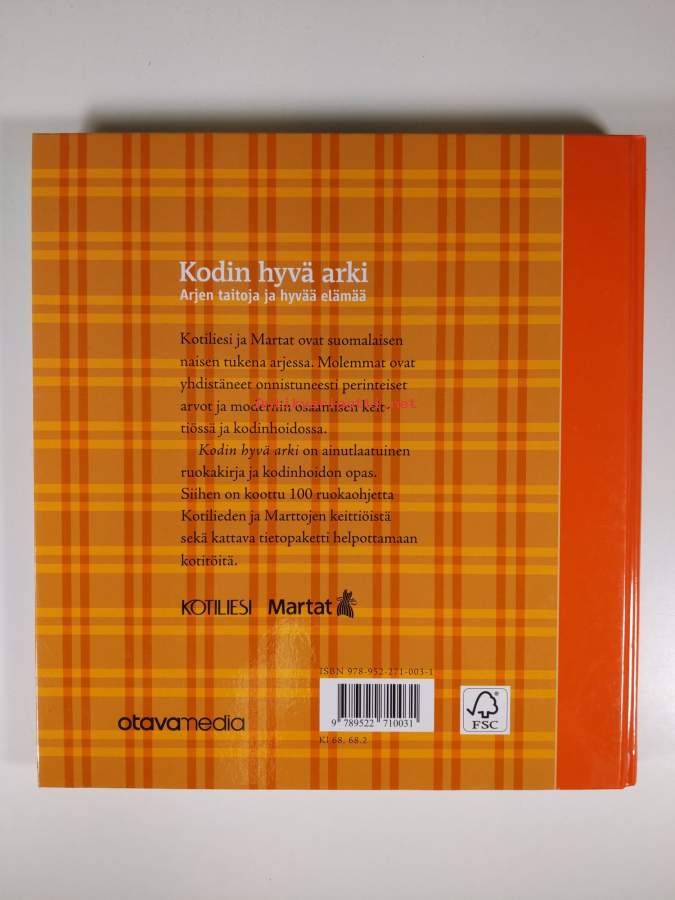 Kodin hyvä arki
Arjen taitoja ja hyvää elämää
Kotiliesi ja Martat ovat suomalaisen
naisen tukena arjessa. Molemmat ovat
yhdistäneet onnistuneesti perinteiset
arvot ja modernin osaamisen keit-
tiössä ja kodinhoidossa.
Kodin hyvä arki on ainutlaatuinen
ruokakirja ja kodinhoidon opas.
Siihen on koottu 100 ruokaohjetta
Kotilieden ja Marttojen keittiöistä
sekä kattava tietopaketti helpottamaan
kotitöitä.
KOTILIESI Martat
ISBN 978-952-271-003-1
9 789522 710031
Kl 68, 68.2
otavamedia
FSC